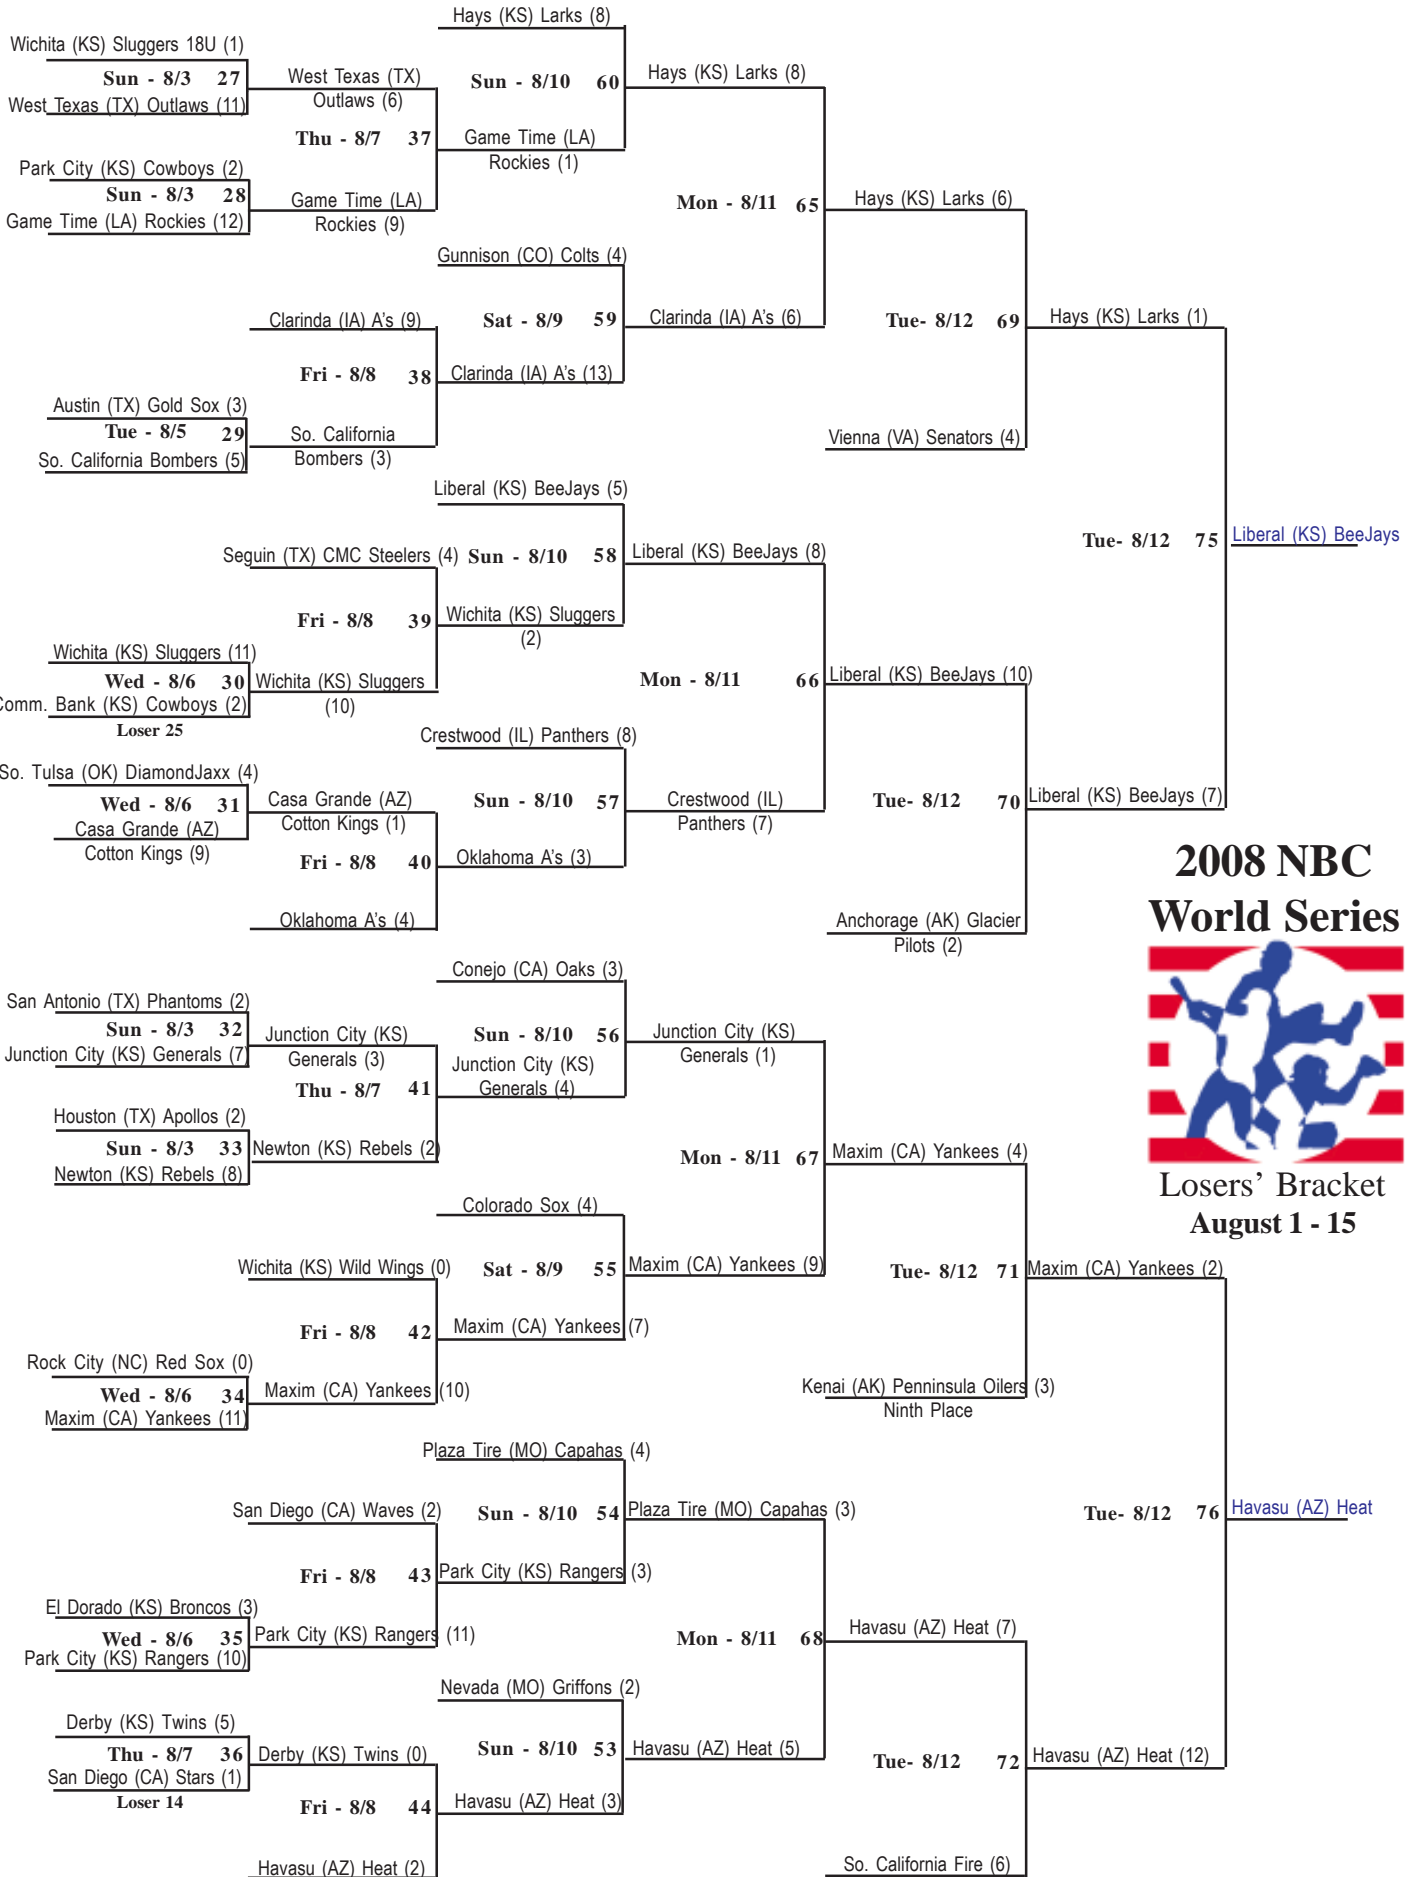 Hays (KS) Larks (8)
Wichita (KS) Sluggers 18U (1)
Sun - 8/3 27
West Texas (TX) Outlaws (11)
West Texas (TX)
Outlaws (6)
Sun - 8/10 60
Hays (KS) Larks (8)
Thu - 8/7 37
Game Time (LA)
Rockies (1)
Park City (KS) Cowboys (2)
Sun - 8/3 28
Game Time (LA) Rockies (12)
Game Time (LA)
Rockies (9)
Mon - 8/11 65
Hays (KS) Larks (6)
Gunnison (CO) Colts (4)
Clarinda (IA) A's (9)
Sat - 8/9 59
Clarinda (IA) A's (6)
Tue- 8/12 69
Hays (KS) Larks (1)
Fri - 8/8 38
Clarinda (IA) A's (13)
Austin (TX) Gold Sox (3)
Tue - 8/5 29
So. California Bombers (5)
So. California
Bombers (3)
Vienna (VA) Senators (4)
Liberal (KS) BeeJays (5)
Seguin (TX) CMC Steelers (4)
Sun - 8/10 58
Liberal (KS) BeeJays (8)
Tue- 8/12 75
Liberal (KS) BeeJays
Fri - 8/8 39
Wichita (KS) Sluggers
(2)
Wichita (KS) Sluggers (11)
Wed - 8/6 30
Comm. Bank (KS) Cowboys (2)
Loser 25
Wichita (KS) Sluggers
(10)
Mon - 8/11 66
Liberal (KS) BeeJays (10)
Crestwood (IL) Panthers (8)
So. Tulsa (OK) DiamondJaxx (4)
Wed - 8/6 31
Casa Grande (AZ)
Cotton Kings (9)
Casa Grande (AZ)
Cotton Kings (1)
Sun - 8/10 57
Crestwood (IL)
Panthers (7)
Tue- 8/12 70
Liberal (KS) BeeJays (7)
Fri - 8/8 40
Oklahoma A's (3)
Oklahoma A's (4)
Anchorage (AK) Glacier
Pilots (2)
2008 NBC
World Series
Losers' Bracket
August 1 - 15
Conejo (CA) Oaks (3)
San Antonio (TX) Phantoms (2)
Sun - 8/3 32
Junction City (KS) Generals (7)
Junction City (KS)
Generals (3)
Sun - 8/10 56
Junction City (KS)
Generals (1)
Thu - 8/7 41
Junction City (KS)
Generals (4)
Houston (TX) Apollos (2)
Sun - 8/3 33
Newton (KS) Rebels (8)
Newton (KS) Rebels (2)
Mon - 8/11 67
Maxim (CA) Yankees (4)
Colorado Sox (4)
Wichita (KS) Wild Wings (0)
Sat - 8/9 55
Maxim (CA) Yankees (9)
Tue- 8/12 71
Maxim (CA) Yankees (2)
Fri - 8/8 42
Maxim (CA) Yankees (7)
Rock City (NC) Red Sox (0)
Wed - 8/6 34
Maxim (CA) Yankees (11)
Maxim (CA) Yankees (10)
Kenai (AK) Penninsula Oilers (3)
Ninth Place
Plaza Tire (MO) Capahas (4)
San Diego (CA) Waves (2)
Sun - 8/10 54
Plaza Tire (MO) Capahas (3)
Tue- 8/12 76
Havasu (AZ) Heat
Fri - 8/8 43
Park City (KS) Rangers (3)
El Dorado (KS) Broncos (3)
Wed - 8/6 35
Park City (KS) Rangers (10)
Park City (KS) Rangers (11)
Mon - 8/11 68
Havasu (AZ) Heat (7)
Nevada (MO) Griffons (2)
Derby (KS) Twins (5)
Thu - 8/7 36
San Diego (CA) Stars (1)
Loser 14
Derby (KS) Twins (0)
Sun - 8/10 53
Havasu (AZ) Heat (5)
Tue- 8/12 72
Havasu (AZ) Heat (12)
Fri - 8/8 44
Havasu (AZ) Heat (3)
Havasu (AZ) Heat (2)
So. California Fire (6)